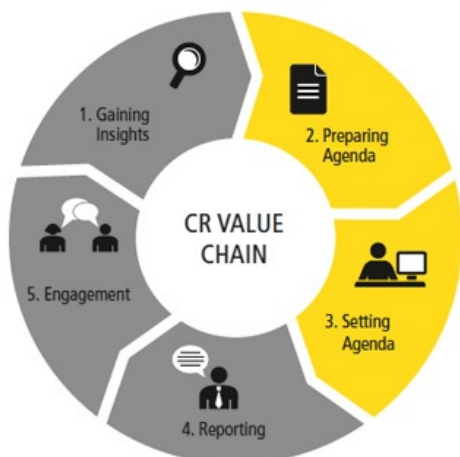 1. Gaining
Insights
2. Preparing
Agenda
CR VALUE
CHAIN
5. Engagement
3. Setting
Agenda
4. Reporting